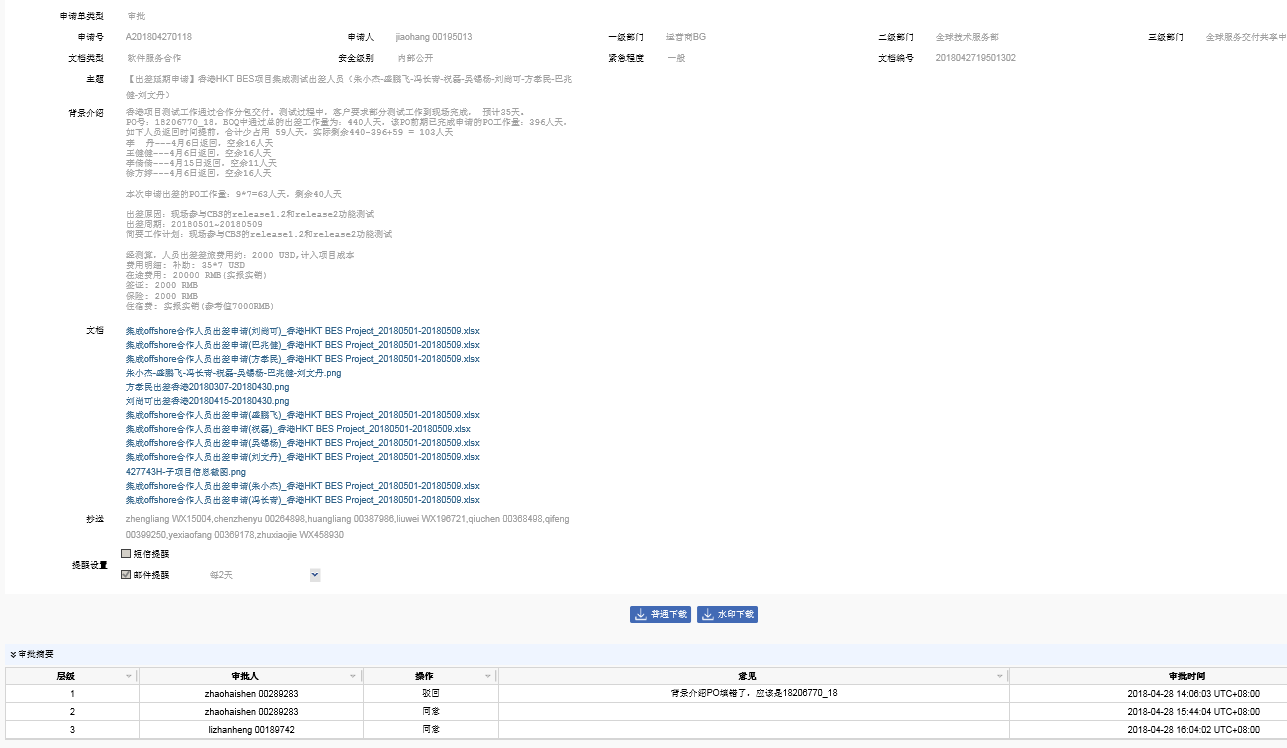 申请单类型 审批
申请号 A201804270118 申请人 jiaohang 00195013 一级部门 运营商BG 二级部门 全球技术服务部 三级部门 全球服务交付共享中
文档类型 软件服务合作 安全级别 内部公开 紧急程度 一般 文档编号 2018042719501302
主题 【出差延期申请】香港HKT BES项目集成测试出差人员（朱小杰-盛鹏飞-冯长奇-祝磊-吴锡杨-刘尚可-方孝民-巴兆
健-刘文丹）
背景介绍 香港项目测试工作通过合作分包交付。测试过程中，客户要求部分测试工作到现场完成， 预计35天。
PO号：18206770_18，BOQ中通过总的出差工作量为：440人天，该PO前期已完成申请的PO工作量：396人天，
如下人员返回时间提前，合计少占用 59人天，实际剩余440-396+59 = 103人天
李 丹---4月6日返回，空余16人天
王健健---4月6日返回，空余16人天
李倩倩---4月15日返回，空余11人天
徐方婷---4月6日返回，空余16人天
本次申请出差的PO工作量：9*7=63人天，剩余40人天
出差原因：现场参与CBS的release1.2和release2功能测试
出差周期：20180501~20180509
简要工作计划：现场参与CBS的release1.2和release2功能测试
经测算，人员出差差旅费用约：2000 USD,计入项目成本
费用明细：补助：35*7 USD
在途费用：20000 RMB(实报实销)
签证：2000 RMB
保险：2000 RMB
住宿费：实报实销(参考值7000RMB)
文档 集成offshore合作人员出差申请(刘尚可)_香港HKT BES Project_20180501-20180509.xlsx
集成offshore合作人员出差申请(巴兆健)_香港HKT BES Project_20180501-20180509.xlsx
集成offshore合作人员出差申请(方孝民)_香港HKT BES Project_20180501-20180509.xlsx
朱小杰-盛鹏飞-冯长奇-祝磊-吴锡杨-巴兆健-刘文丹.png
方孝民出差香港20180307-20180430.png
刘尚可出差香港20180415-20180430.png
集成offshore合作人员出差申请(盛鹏飞)_香港HKT BES Project_20180501-20180509.xlsx
集成offshore合作人员出差申请(祝磊)_香港HKT BES Project_20180501-20180509.xlsx
集成offshore合作人员出差申请(吴锡杨)_香港HKT BES Project_20180501-20180509.xlsx
集成offshore合作人员出差申请(刘文丹)_香港HKT BES Project_20180501-20180509.xlsx
427743H-子项目信息截图.png
集成offshore合作人员出差申请(朱小杰)_香港HKT BES Project_20180501-20180509.xlsx
集成offshore合作人员出差申请(冯长奇)_香港HKT BES Project_20180501-20180509.xlsx
抄送 zhengliang WX15004,chenzhenyu 00264898,huangliang 00387986,liuwei WX196721,qiuchen 00368498,qifeng
00399250,yexiaofang 00369178,zhuxiaojie WX458930
提醒设置 短信提醒
邮件提醒 每2天
普通下载 水印下载
审批摘要
层级 审批人 操作 意见 审批时间
1 zhaohaishen 00289283 驳回 背景介绍PO填错了，应该是18206770_18 2018-04-28 14:06:03 UTC+08:00
2 zhaohaishen 00289283 同意 2018-04-28 15:44:04 UTC+08:00
3 lizhanheng 00189742 同意 2018-04-28 16:04:02 UTC+08:00